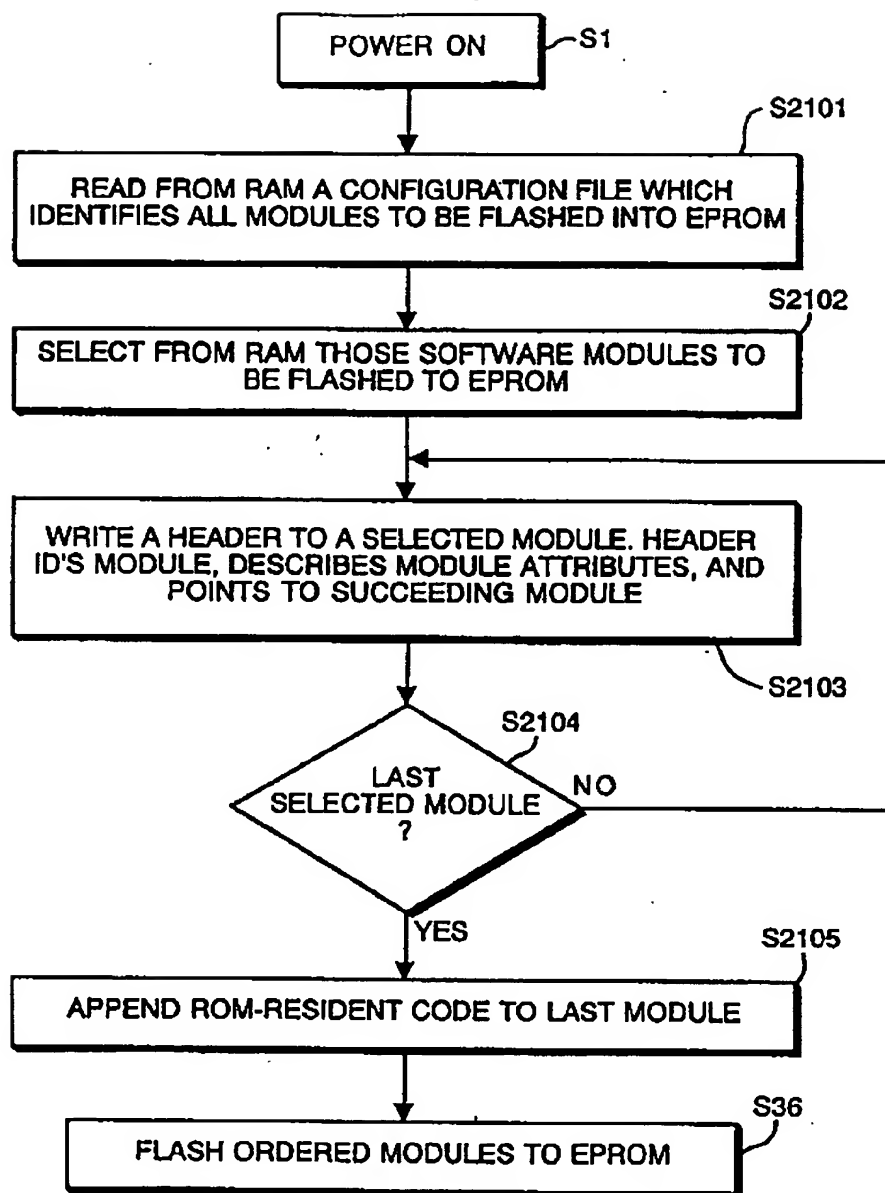 POWER ON
S1
S2101
READ FROM RAM A CONFIGURATION FILE WHICH
IDENTIFIES ALL MODULES TO BE FLASHED INTO EPROM
S2102
SELECT FROM RAM THOSE SOFTWARE MODULES TO
BE FLASHED TO EPROM
WRITE A HEADER TO A SELECTED MODULE. HEADER
ID'S MODULE, DESCRIBES MODULE ATTRIBUTES, AND
POINTS TO SUCCEEDING MODULE
S2103
S2104
LAST
SELECTED MODULE
?
NO
YES
S2105
APPEND ROM-RESIDENT CODE TO LAST MODULE
S36
FLASH ORDERED MODULES TO EPROM